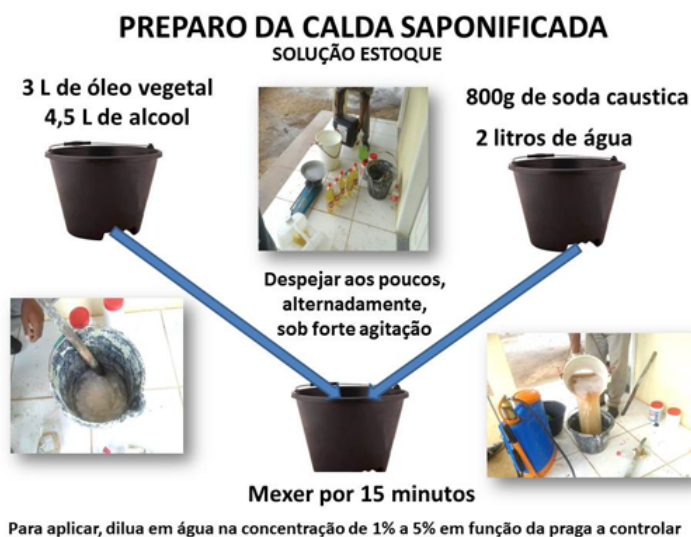 PREPARO DA CALDA SAPONIFICADA
SOLUÇÃO ESTOQUE
3 L de óleo vegetal
4,5 L de alcool
800g de soda caustica
2 litros de água
Despejar aos poucos,
alternadamente,
sob forte agitação
Mexer por 15 minutos
Para aplicar, dilua em água na concentração de 1% a 5% em função da praga a controlar